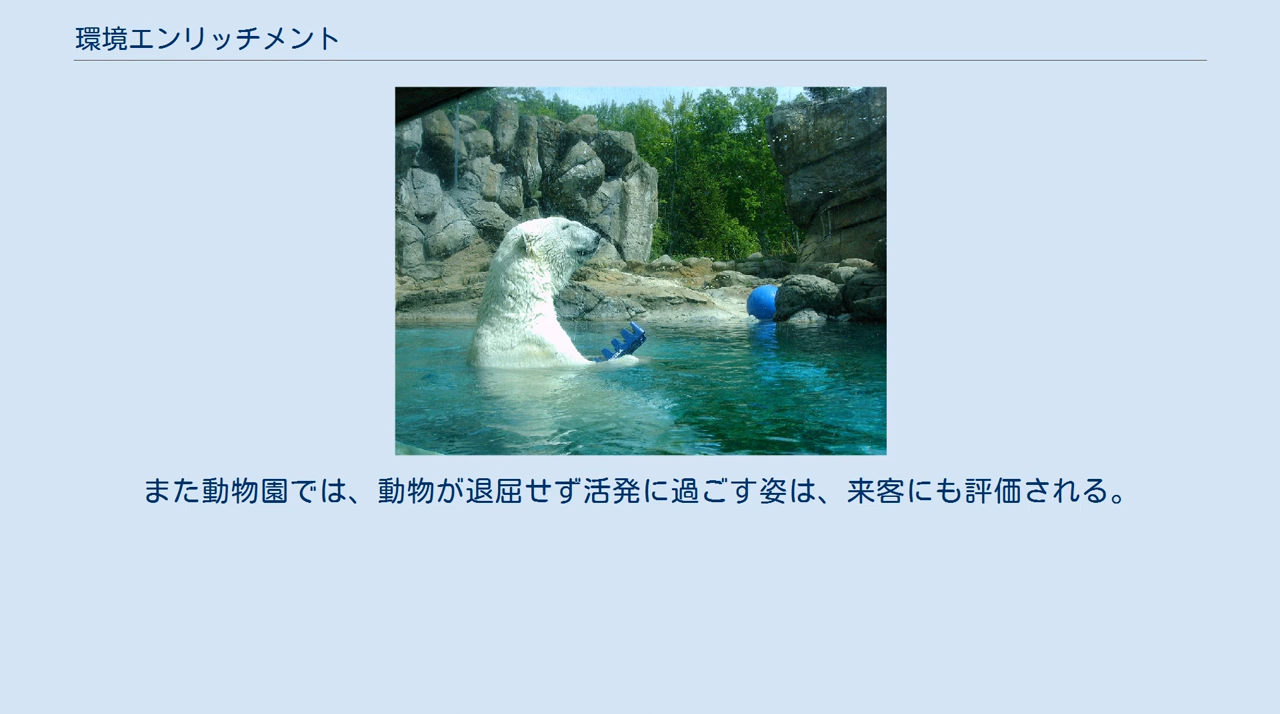 環境エンリッチメント
また動物園では、動物が退屈せず活発に過ごす姿は、来客にも評価される。